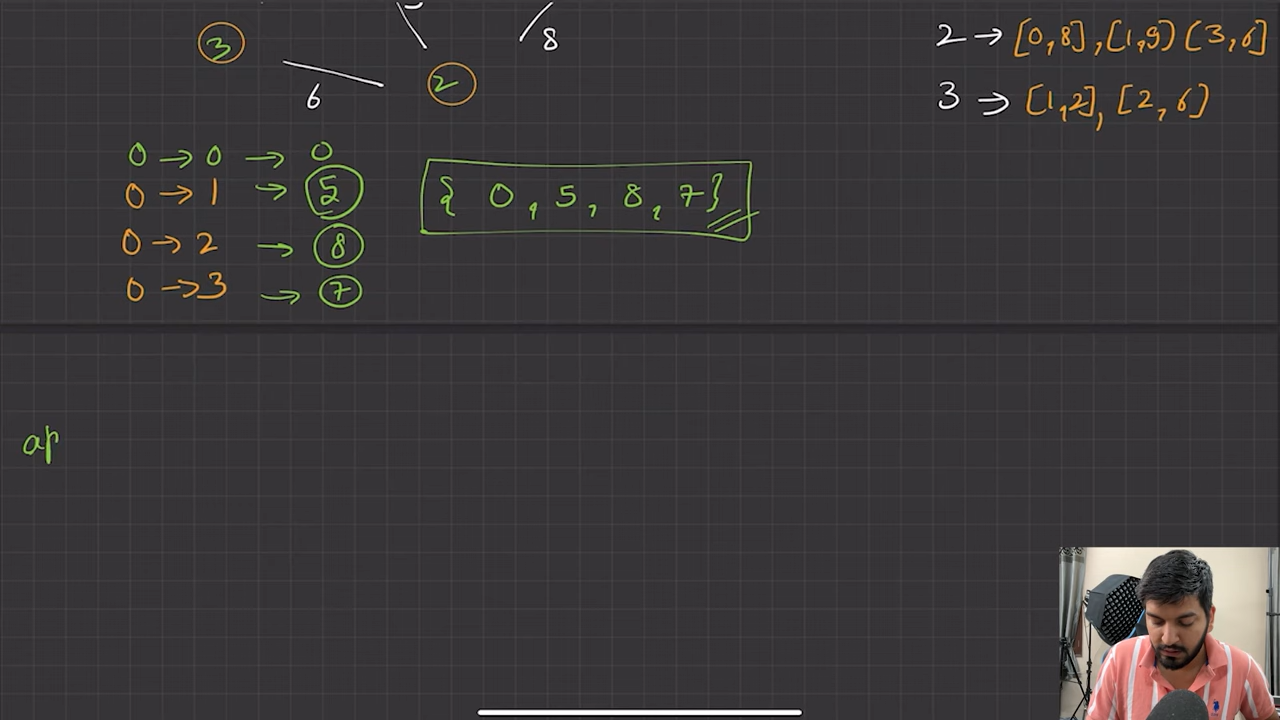 8
3
2
6
2 → [0,8],[1,9) [3,6]
3 → [1,2], [2,6]
0 → 0 → 0
0 → 1 → 5
0 → 2 → 8
0 → 3 → 7
{ 0, 5, 8, 7}
ap